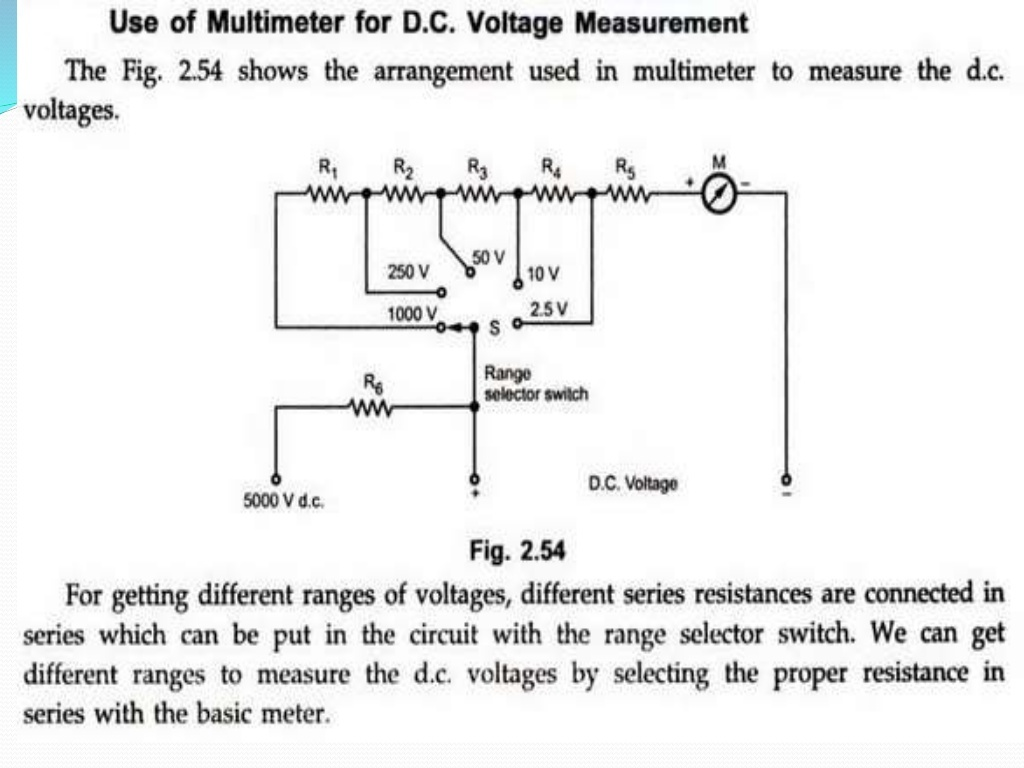 Use of Multimeter for D.C. Voltage Measurement
The Fig. 2.54 shows the arrangement used in multimeter to measure the d.c.
voltages.
R1 R2 R3 R4 R5 M
+ −
50 V
250 V 10 V
1000 V 2.5 V
S
Range
selector switch
R6
5000 V d.c. + D.C. Voltage −
Fig. 2.54
For getting different ranges of voltages, different series resistances are connected in
series which can be put in the circuit with the range selector switch. We can get
different ranges to measure the d.c. voltages by selecting the proper resistance in
series with the basic meter.